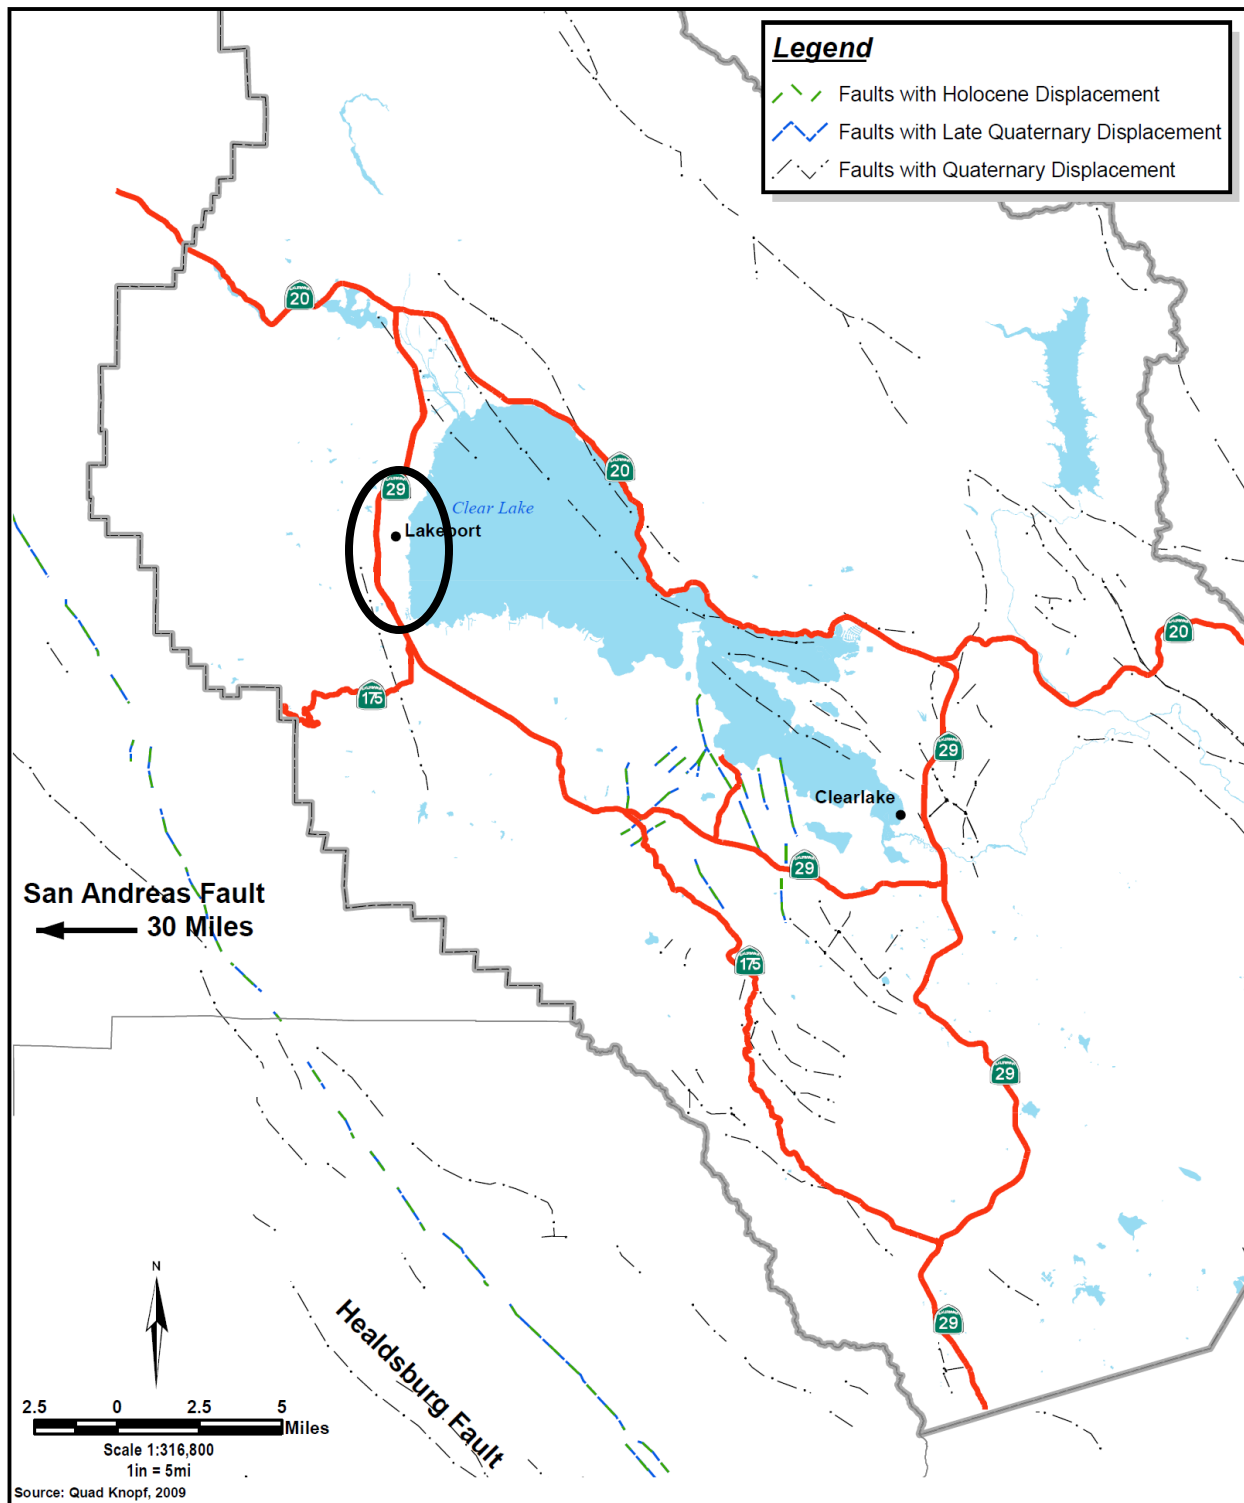 Legend
Faults with Holocene Displacement
Faults with Late Quaternary Displacement
Faults with Quaternary Displacement
20
20
29
Clear Lake
Lakeport
20
175
29
Clearlake
29
San Andreas Fault
30 Miles
175
29
N
Healdsburg Fault
29
2.5 0 2.5 5
Miles
Scale 1:316,800
1in = 5mi
Source: Quad Knopf, 2009